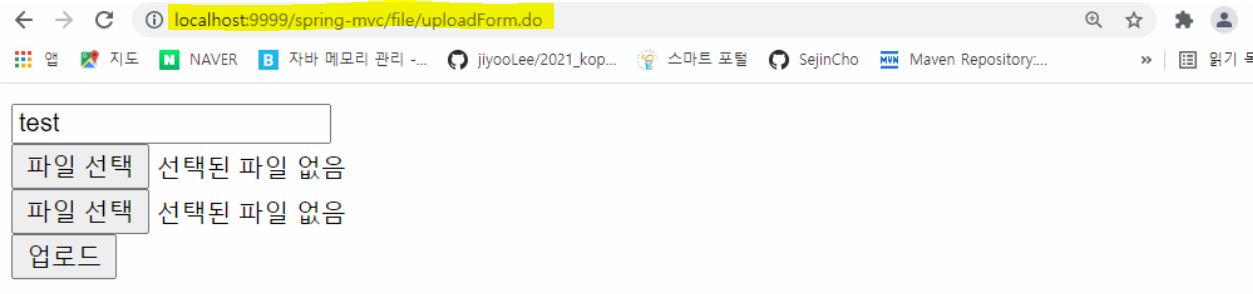 localhost:9999/spring-mvc/file/uploadForm.do
앱 지도 N NAVER B 자바 메모리 관리 -... jiyooLee/2021_kop... 스마트 포털 SejinCho MVN Maven Repository:... » 읽기
test
파일 선택 선택된 파일 없음
파일 선택 선택된 파일 없음
업로드